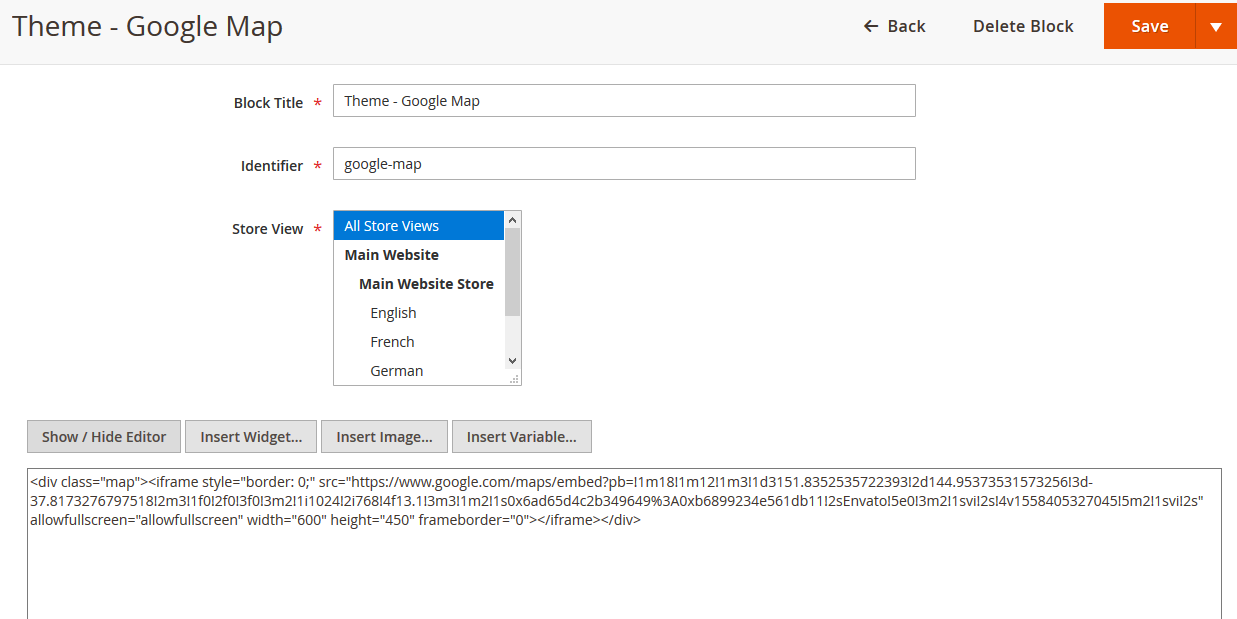 Theme - Google Map
← Back
Delete Block
Save
Block Title *
Theme - Google Map
Identifier *
google-map
Store View *
All Store Views
Main Website
Main Website Store
English
French
German
Show / Hide Editor
Insert Widget...
Insert Image...
Insert Variable...
<div class="map"><iframe style="border: 0;" src="https://www.google.com/maps/embed?pb=!1m18!1m12!1m3!1d3151.8352535722393!2d144.95373531573256!3d-
37.8173276797518!2m3!1f0!2f0!3f0!3m2!1i1024!2i768!4f13.1!3m3!1m2!1s0x6ad65d4c2b349649%3A0xb6899234e561db11!2sEnvato!5e0!3m2!1svi!2s!4v1558405327045!5m2!1svi!2s"
allowfullscreen="allowfullscreen" width="600" height="450" frameborder="0"></iframe></div>